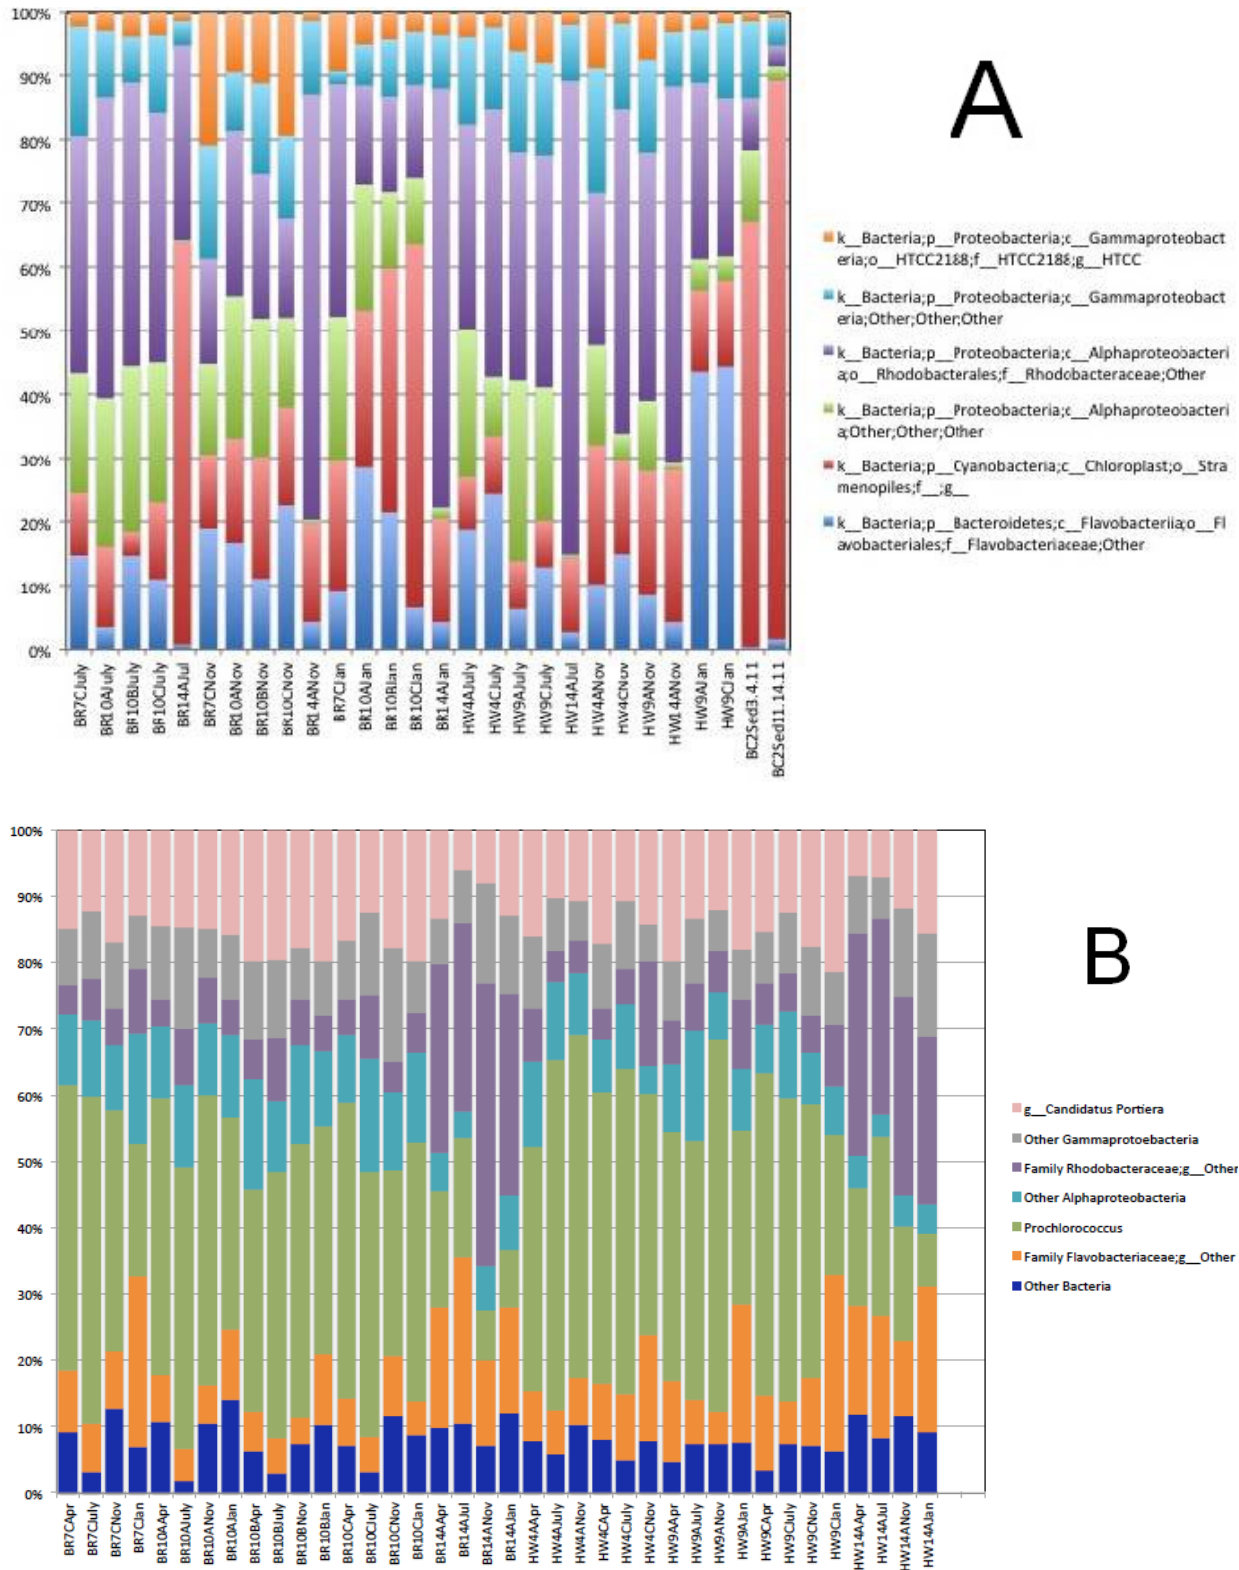 100%
90%
80%
70%
60%
50%
40%
30%
20%
10%
0%
BR7CJuly
BR10AJuly
BF10BJuly
BF10CJuly
BR14AJul
BR7CNov
BR10ANov
BR10BNov
BR10CNov
BR14ANov
BR7CJan
BR10AJan
BR10BJan
BR10CJan
BR14AJan
HW4AJuly
HW4CJuly
HW9AJuly
HW9CJuly
HW14AJul
HW4ANov
HW4CNov
HW9ANov
HW14ANov
HW9AJan
HW9CJan
BC2Sed3.4.11
BC2Sed11.14.11
A
k__Bacteria;p__Proteobacteria;c__Gammaproteobact
eria;o__HTCC2188;f__HTCC2188;g__HTCC
k__Bacteria;p__Proteobacteria;c__Gammaproteobact
eria;Other;Other;Other
k__Bacteria;p__Proteobacteria;c__Alphaproteobacteri
a;o__Rhodobacterales;f__Rhodobacteraceae;Other
k__Bacteria;p__Proteobacteria;c__Alphaproteobacteri
a;Other;Other;Other
k__Bacteria;p__Cyanobacteria;c__Chloroplast;o__Stra
menopiles;f__;g__
k__Bacteria;p__Bacteroidetes;c__Flavobacteriia;o__Fl
avobacteriales;f__Flavobacteriaceae;Other
100%
90%
80%
70%
60%
50%
40%
30%
20%
10%
0%
BR7CApr
BR7CJuly
BR7CNov
BR7CJan
BR10AApr
BR10AJuly
BR10ANov
BR10AJan
BR10BApr
BR10BJuly
BR10BNov
BR10BJan
BR10CApr
BR10CJuly
BR10CNov
BR10CJan
BR14AApr
BR14AJul
BR14ANov
BR14AJan
HW4AApr
HW4AJuly
HW4ANov
HW4CApr
HW4CJuly
HW4CNov
HW9AApr
HW9AJuly
HW9ANov
HW9AJan
HW9CApr
HW9CJuly
HW9CNov
HW9CJan
HW14AApr
HW14AJul
HW14ANov
HW14AJan
B
g__Candidatus Portiera
Other Gammaprotoebacteria
Family Rhodobacteraceae;g__Other
Other Alphaproteobacteria
Prochlorococcus
Family Flavobacteriaceae;g__Other
Other Bacteria